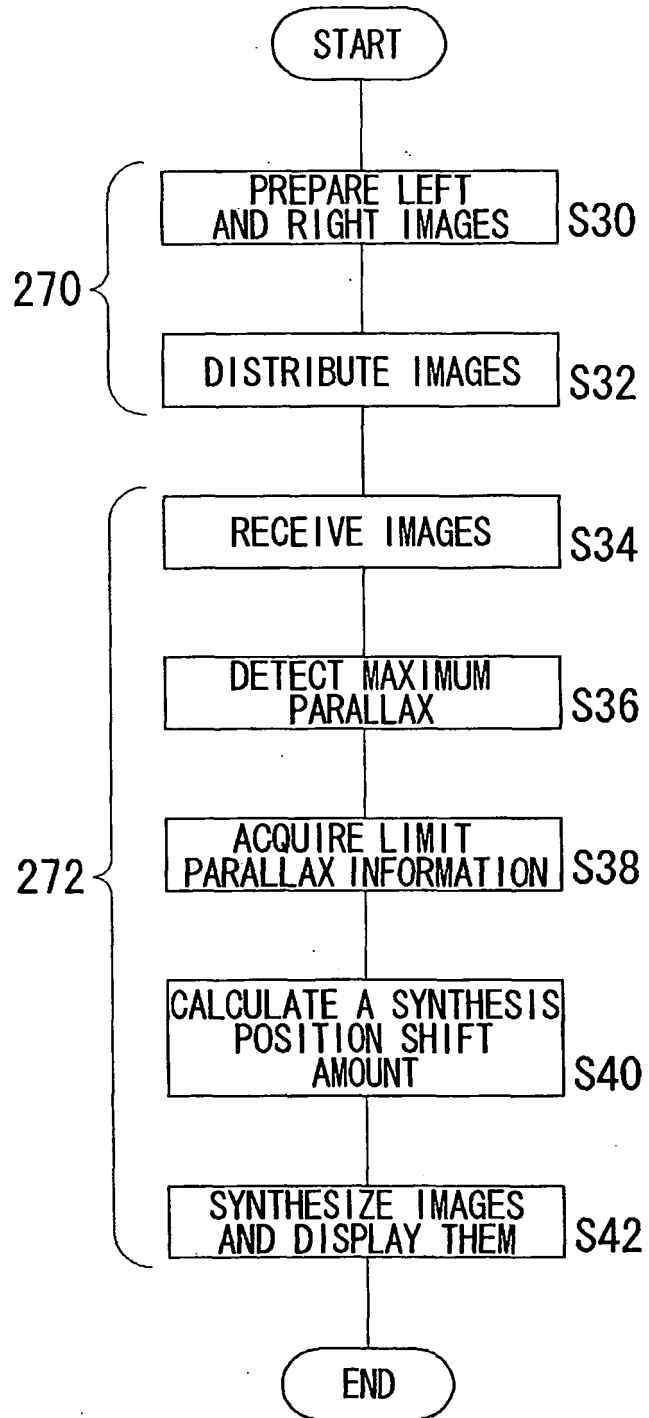 START
PREPARE LEFT
AND RIGHT IMAGES
S30
270
DISTRIBUTE IMAGES
S32
RECEIVE IMAGES
S34
DETECT MAXIMUM
PARALLAX
S36
272
ACQUIRE LIMIT
PARALLAX INFORMATION
S38
CALCULATE A SYNTHESIS
POSITION SHIFT
AMOUNT
S40
SYNTHESIZE IMAGES
AND DISPLAY THEM
S42
END